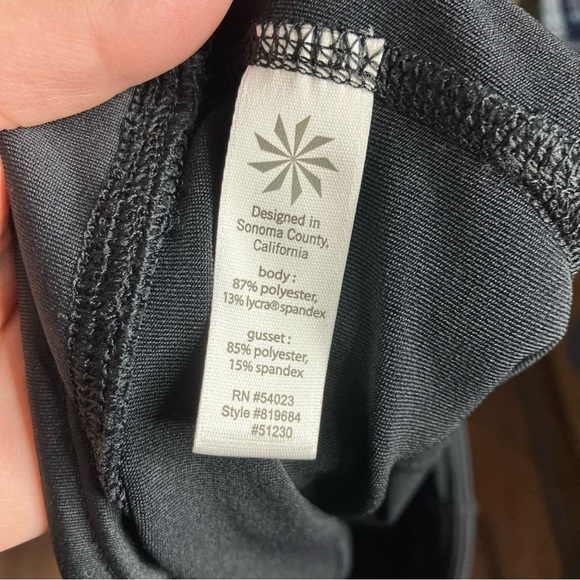 Designed in
Sonoma County,
California
body :
87% polyester,
13% lycra®spandex
gusset :
85% polyester,
15% spandex
RN #54023
Style #819684
#51230